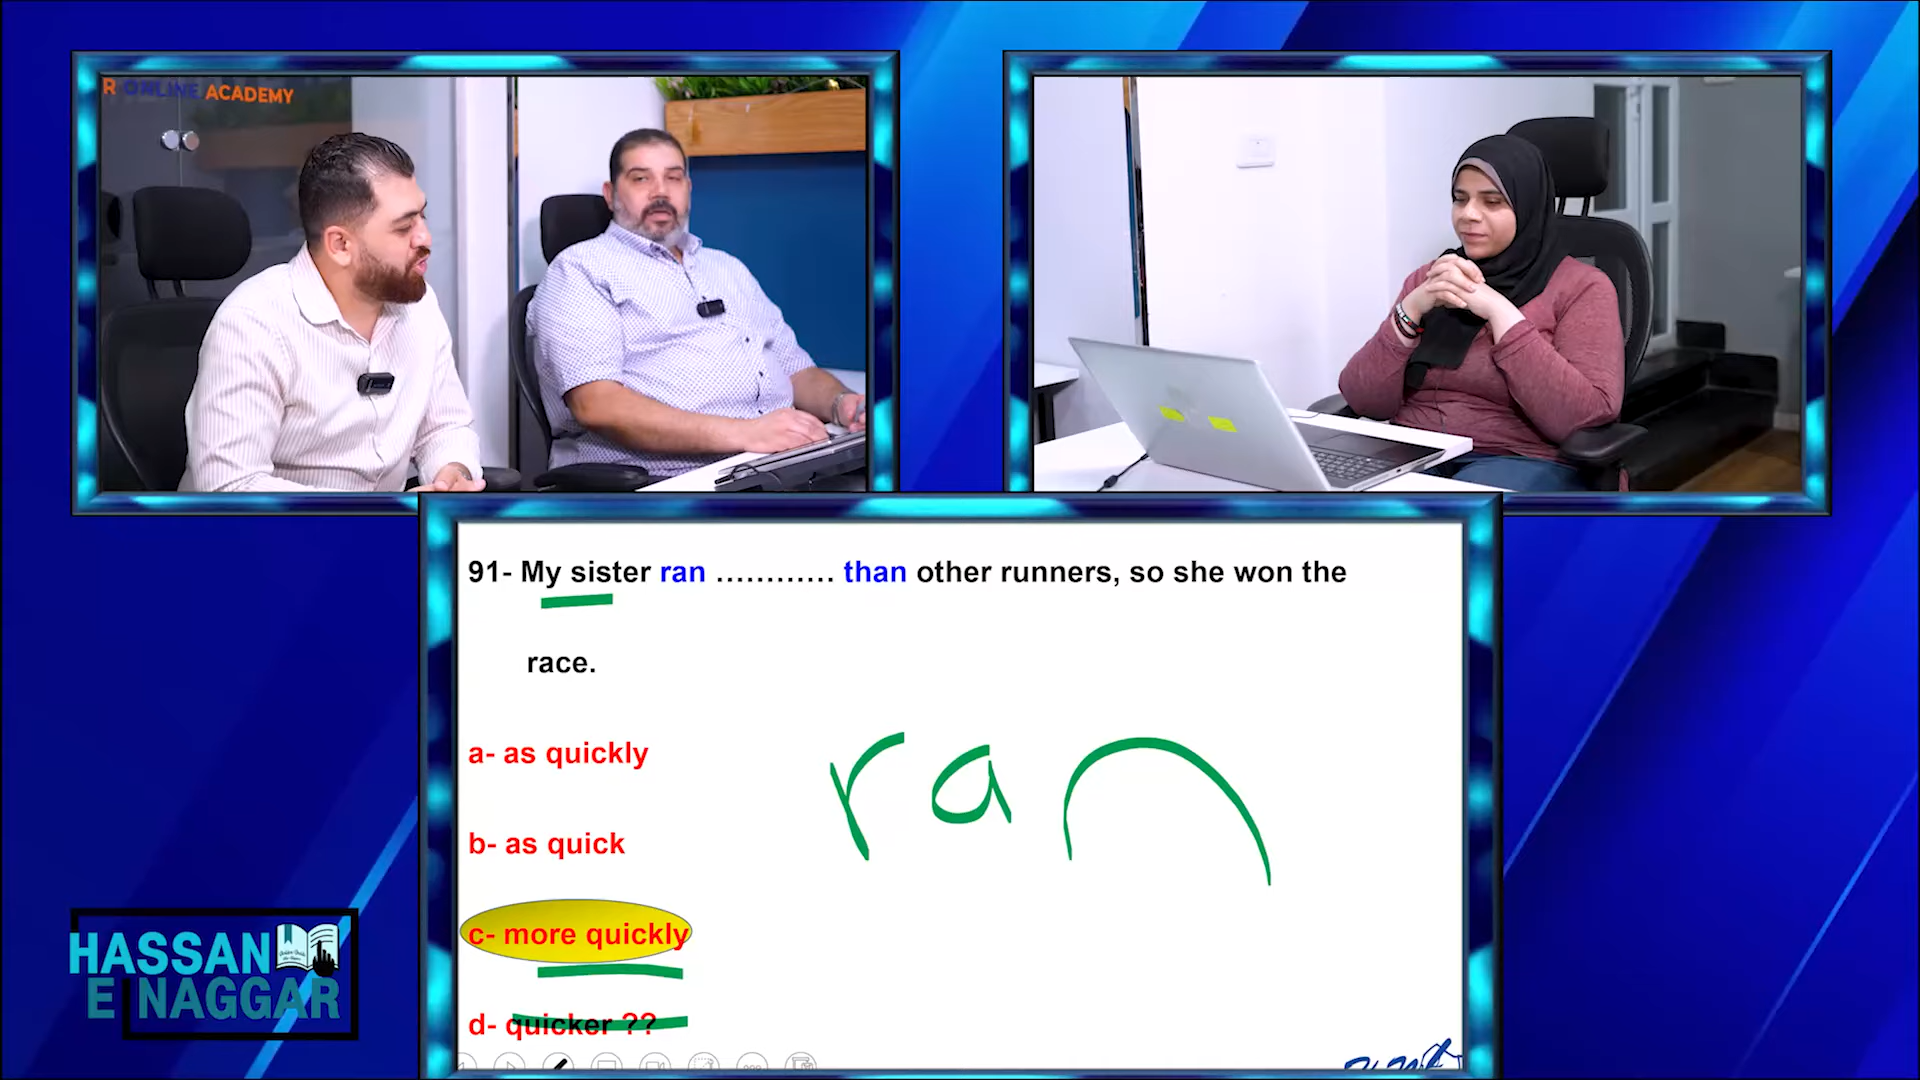 R ONLINE ACADEMY
91- My sister ran ............ than other runners, so she won the
race.
a- as quickly
b- as quick
c- more quickly
d- quicker ??
ran
HASSAN
E NAGGAR